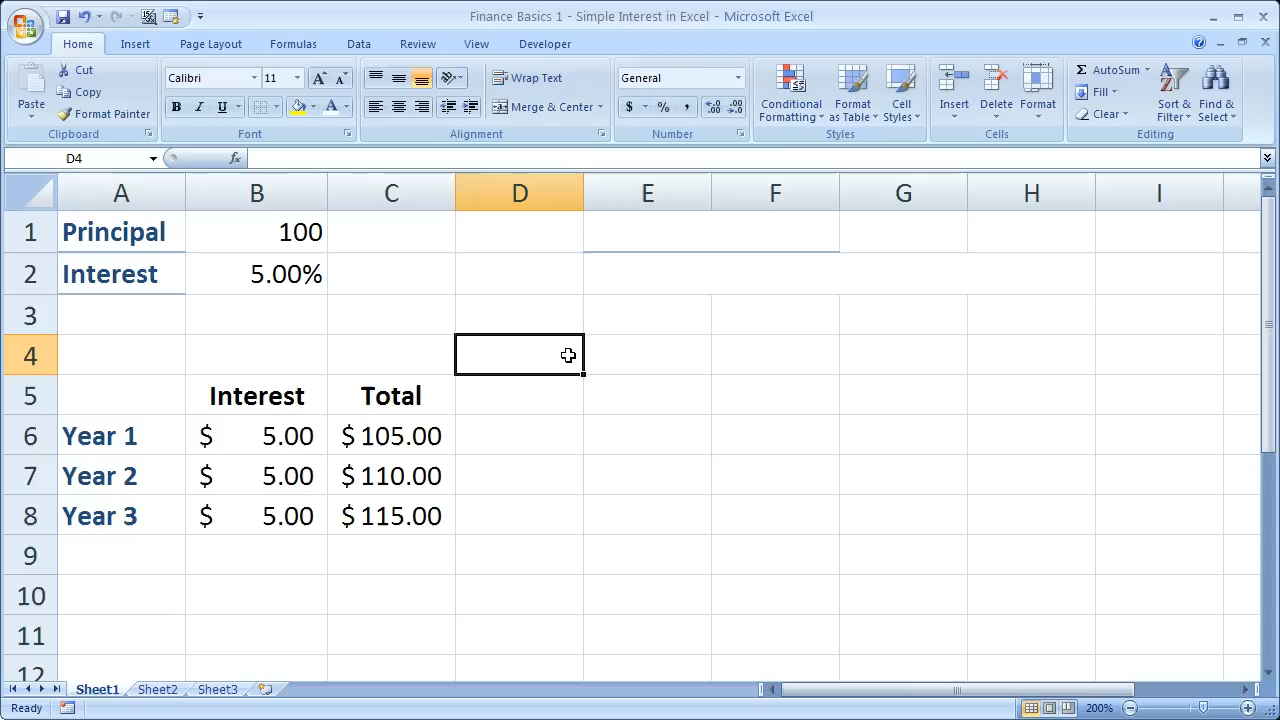 Finance Basics 1 - Simple Interest in Excel - Microsoft Excel
Home Insert Page Layout Formulas Data Review View Developer
Paste
Cut
Copy
Format Painter
Clipboard
Calibri 11
B I U A
Font
Wrap Text
Merge & Center
Alignment
General
$ % ,
Number
Conditional Formatting
Format as Table
Cell Styles
Styles
Insert Delete Format
Cells
Σ AutoSum
Fill
Clear
Sort & Filter
Find & Select
Editing
D4 fx
A B C D E F G H I
1 Principal 100
2 Interest 5.00%
3
4
5 Interest Total
6 Year 1 $ 5.00 $ 105.00
7 Year 2 $ 5.00 $ 110.00
8 Year 3 $ 5.00 $ 115.00
9
10
11
12
Sheet1 Sheet2 Sheet3
Ready 200%